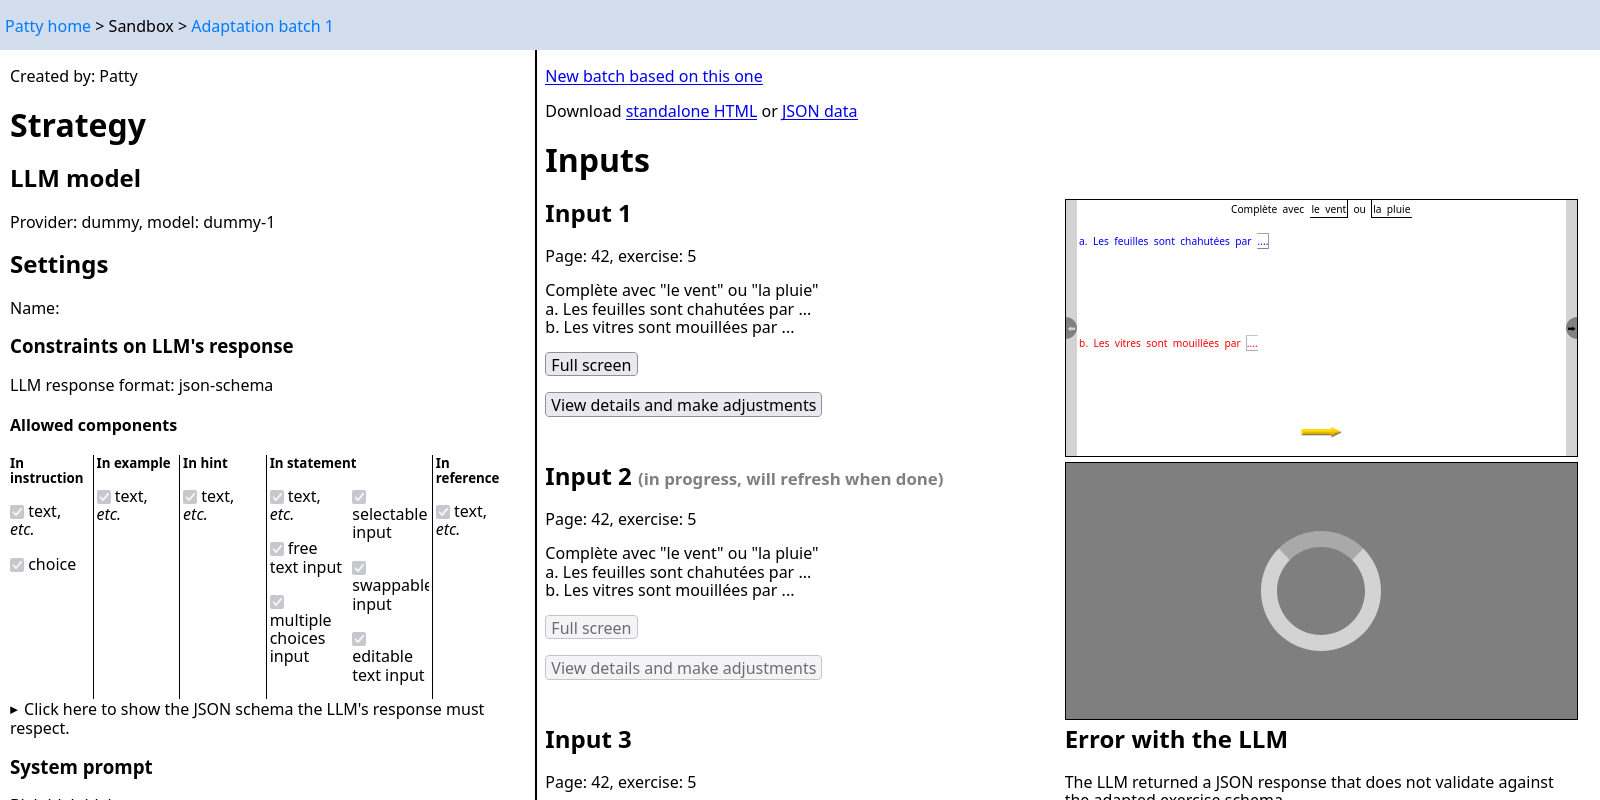 Patty home > Sandbox > Adaptation batch 1
Created by: Patty
Strategy
LLM model
Provider: dummy, model: dummy-1
Settings
Name:
Constraints on LLM's response
LLM response format: json-schema
Allowed components
In
instruction
text,
etc.
choice
In example
text,
etc.
In hint
text,
etc.
In statement
text,
etc.
free
text input
multiple
choices
input
selectable
input
swappable
input
editable
text input
In
reference
text,
etc.
▸ Click here to show the JSON schema the LLM's response must
respect.
System prompt
New batch based on this one
Download standalone HTML or JSON data
Inputs
Input 1
Page: 42, exercise: 5
Complète avec "le vent" ou "la pluie"
a. Les feuilles sont chahutées par ...
b. Les vitres sont mouillées par ...
Full screen
View details and make adjustments
Complète avec le vent ou la pluie
a. Les feuilles sont chahutées par ....
b. Les vitres sont mouillées par ....
Input 2 (in progress, will refresh when done)
Page: 42, exercise: 5
Complète avec "le vent" ou "la pluie"
a. Les feuilles sont chahutées par ...
b. Les vitres sont mouillées par ...
Full screen
View details and make adjustments
Input 3
Page: 42, exercise: 5
Error with the LLM
The LLM returned a JSON response that does not validate against
the adapted exercise schema.